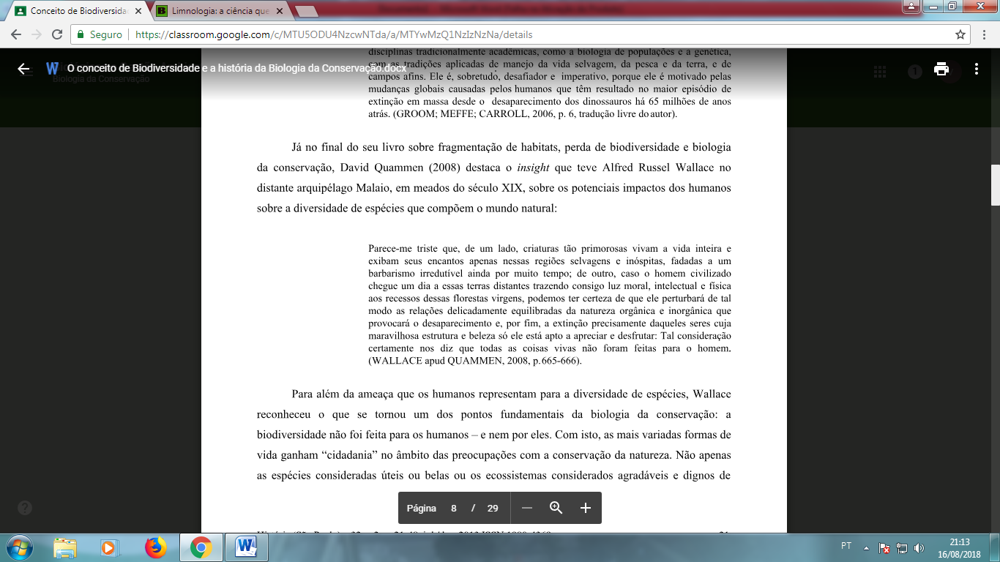 Conceito de Biodiversida
Limnologia: a ciência que
Seguro
https://classroom.google.com/c/MTU5ODU4NzcwNTda/a/MTYwMzQ1NzIzNzNa/details
disciplinas tradicionalmente acadêmicas, como a biologia de populações e a genética,
O conceito de Biodiversidade e a história da Biologia da Conservação.docx
com as tradições aplicadas de manejo da vida selvagem, da pesca e da terra, e de
Biologia da Conservação
1
campos afins. Ele é, sobretudo, desafiador e imperativo, porque ele é motivado pelas
mudanças globais causadas pelos humanos que têm resultado no maior episódio de
extinção em massa desde o desaparecimento dos dinossauros há 65 milhões de anos
atrás. (GROOM; MEFFE; CARROLL, 2006, p. 6, tradução livre do autor).
Já no final do seu livro sobre fragmentação de habitats, perda de biodiversidade e biologia
da conservação, David Quammen (2008) destaca o insight que teve Alfred Russel Wallace no
distante arquipélago Malaio, em meados do século XIX, sobre os potenciais impactos dos humanos
sobre a diversidade de espécies que compõem o mundo natural:
Parece-me triste que, de um lado, criaturas tão primorosas vivam a vida inteira e
exibam seus encantos apenas nessas regiões selvagens e inóspitas, fadadas a um
barbarismo irredutível ainda por muito tempo; de outro, caso o homem civilizado
chegue um dia a essas terras distantes trazendo consigo luz moral, intelectual e física
aos recessos dessas florestas virgens, podemos ter certeza de que ele perturbará de tal
modo as relações delicadamente equilibradas da natureza orgânica e inorgânica que
provocará o desaparecimento e, por fim, a extinção precisamente daqueles seres cuja
maravilhosa estrutura e beleza só ele está apto a apreciar e desfrutar: Tal consideração
certamente nos diz que todas as coisas vivas não foram feitas para o homem.
(WALLACE apud QUAMMEN, 2008, p.665-666).
Para além da ameaça que os humanos representam para a diversidade de espécies, Wallace
reconheceu o que se tornou um dos pontos fundamentais da biologia da conservação: a
biodiversidade não foi feita para os humanos – e nem por eles. Com isto, as mais variadas formas de
vida ganham “cidadania” no âmbito das preocupações com a conservação da natureza. Não apenas
as espécies consideradas úteis ou belas ou os ecossistemas considerados agradáveis e dignos de
Página 8 / 29
PT
21:13
16/08/2018